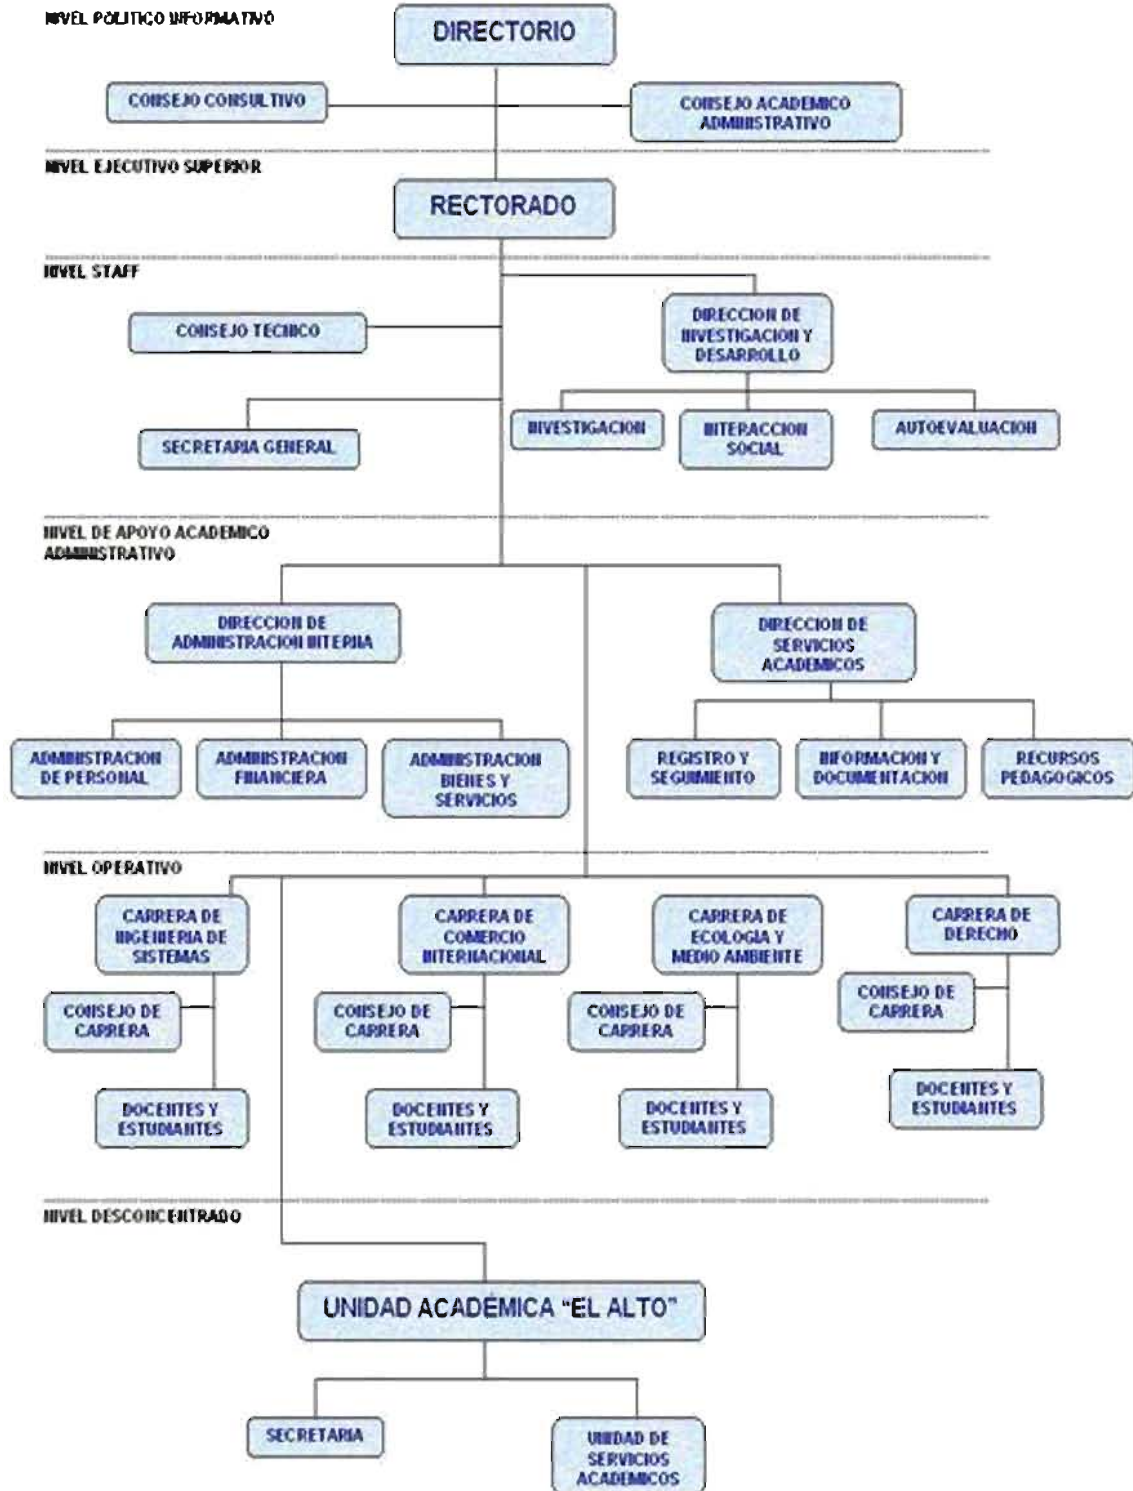 NIVEL POLITICO INFORMATIVO
DIRECTORIO
CONSEJO CONSULTIVO
CONSEJO ACADEMICO
ADMINISTRATIVO
NIVEL EJECUTIVO SUPERIOR
RECTORADO
NIVEL STAFF
CONSEJO TECNICO
DIRECCION DE
INVESTIGACION Y
DESARROLLO
SECRETARIA GENERAL
INVESTIGACION
INTERACCION
SOCIAL
AUTOEVALUACION
NIVEL DE APOYO ACADEMICO
ADMINISTRATIVO
DIRECCION DE
ADMINISTRACION INTERNA
DIRECCION DE
SERVICIOS
ACADEMICOS
ADMINISTRACION
DE PERSONAL
ADMINISTRACION
FINANCIERA
ADMINISTRACION
BIENES Y
SERVICIOS
REGISTRO Y
SEGUIMIENTO
INFORMACION Y
DOCUMENTACION
RECURSOS
PEDAGOGICOS
NIVEL OPERATIVO
CARRERA DE
INGENIERIA DE
SISTEMAS
CARRERA DE
COMERCIO
INTERNACIONAL
CARRERA DE
ECOLOGIA Y
MEDIO AMBIENTE
CARRERA DE
DERECHO
CONSEJO DE
CARRERA
CONSEJO DE
CARRERA
CONSEJO DE
CARRERA
CONSEJO DE
CARRERA
DOCENTES Y
ESTUDIANTES
DOCENTES Y
ESTUDIANTES
DOCENTES Y
ESTUDIANTES
DOCENTES Y
ESTUDIANTES
NIVEL DESCONCENTRADO
UNIDAD ACADÉMICA "EL ALTO"
SECRETARIA
UNIDAD DE
SERVICIOS
ACADEMICOS